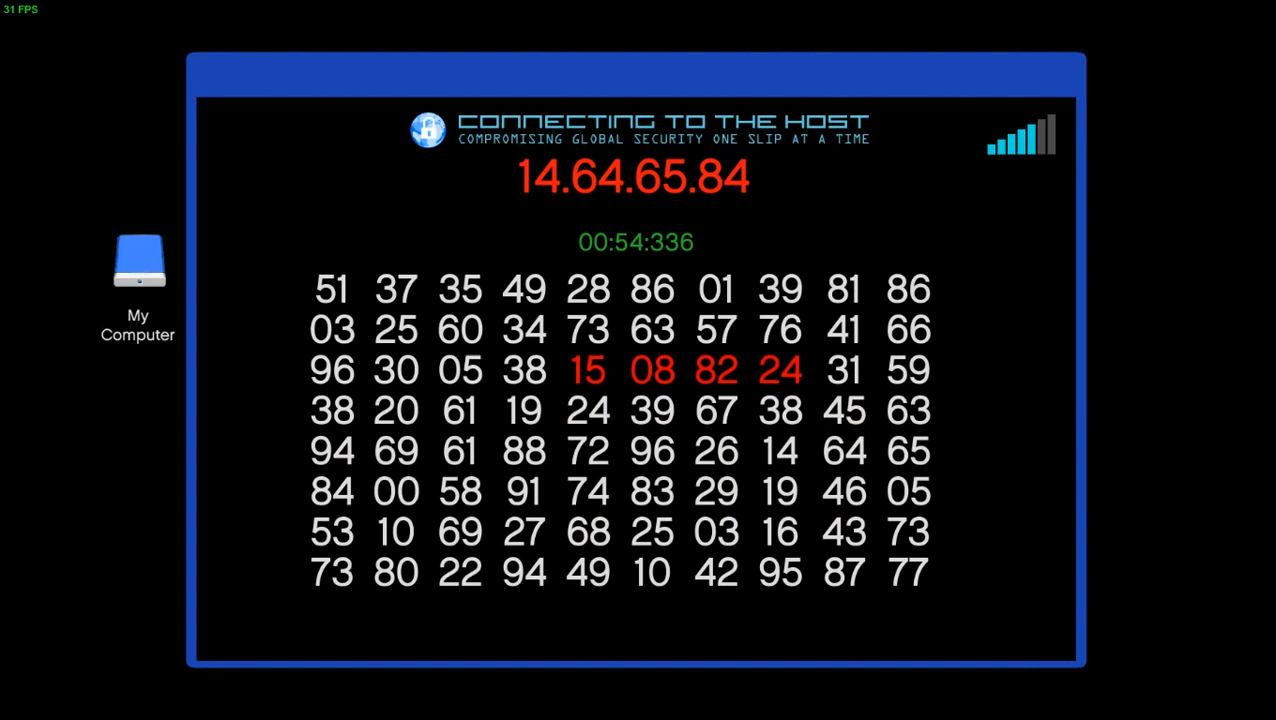 31 FPS
CONNECTING TO THE HOST
COMPROMISING GLOBAL SECURITY ONE SLIP AT A TIME
14.64.65.84
00:54:336
My
Computer
51 37 35 49 28 86 01 39 81 86
03 25 60 34 73 63 57 76 41 66
96 30 05 38 15 08 82 24 31 59
38 20 61 19 24 39 67 38 45 63
94 69 61 88 72 96 26 14 64 65
84 00 58 91 74 83 29 19 46 05
53 10 69 27 68 25 03 16 43 73
73 80 22 94 49 10 42 95 87 77